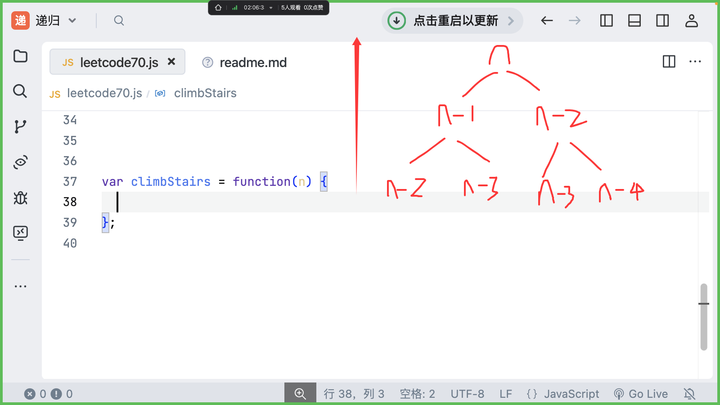 02:06:3 5人观看 0次点赞
递 递归 点击重启以更新
JS leetcode70.js × readme.md
JS leetcode70.js / climbStairs
34
35
36
37 var climbStairs = function(n) {
38
39 };
40
n
n-1 n-2
n-2 n-3 n-3 n-4
0 0 行 38，列 3 空格: 2 UTF-8 LF {} JavaScript Go Live